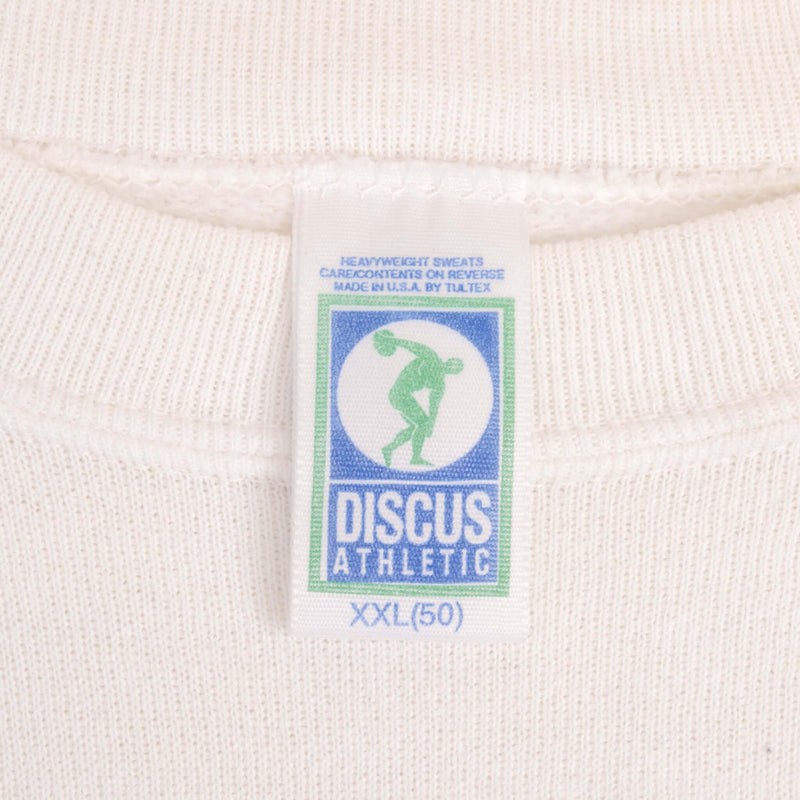 HEAVYWEIGHT SWEATS
CARE/CONTENTS ON REVERSE
MADE IN U.S.A. BY TULTEX
DISCUS
ATHLETIC
XXL(50)